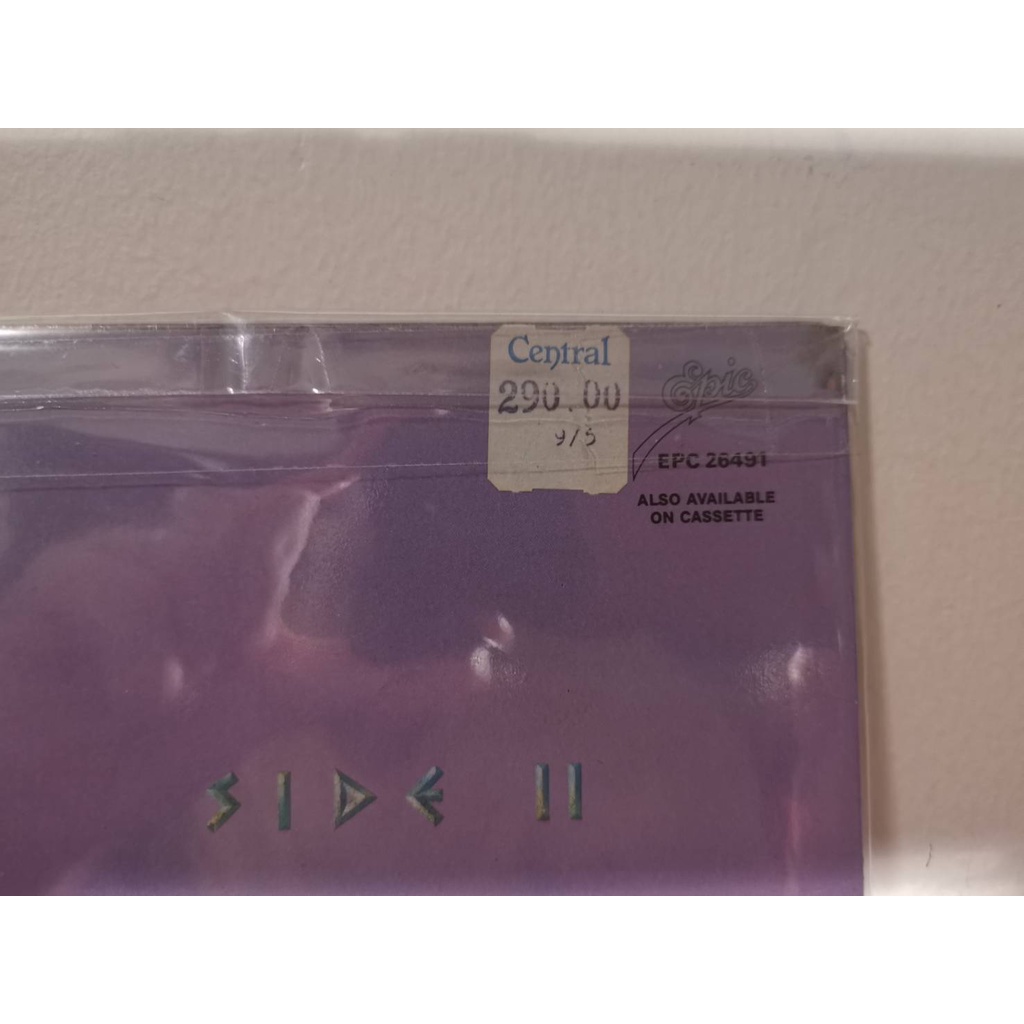 Central
290.00
9/5
Epic
EPC 26491
ALSO AVAILABLE
ON CASSETTE
SIDE II